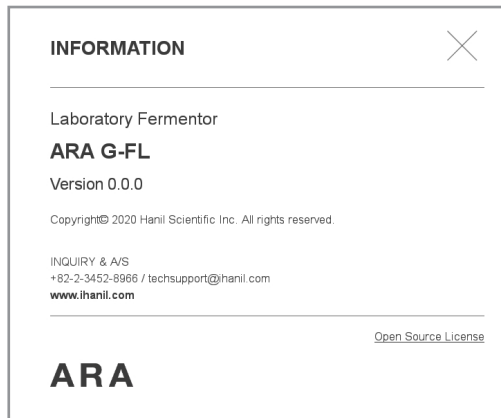 INFORMATION
Laboratory Fermentor
ARA G-FL
Version 0.0.0
Copyright© 2020 Hanil Scientific Inc. All rights reserved.
INQUIRY & A/S
+82-2-3452-8966 / techsupport@ihanil.com
www.ihanil.com
Open Source License
ARA